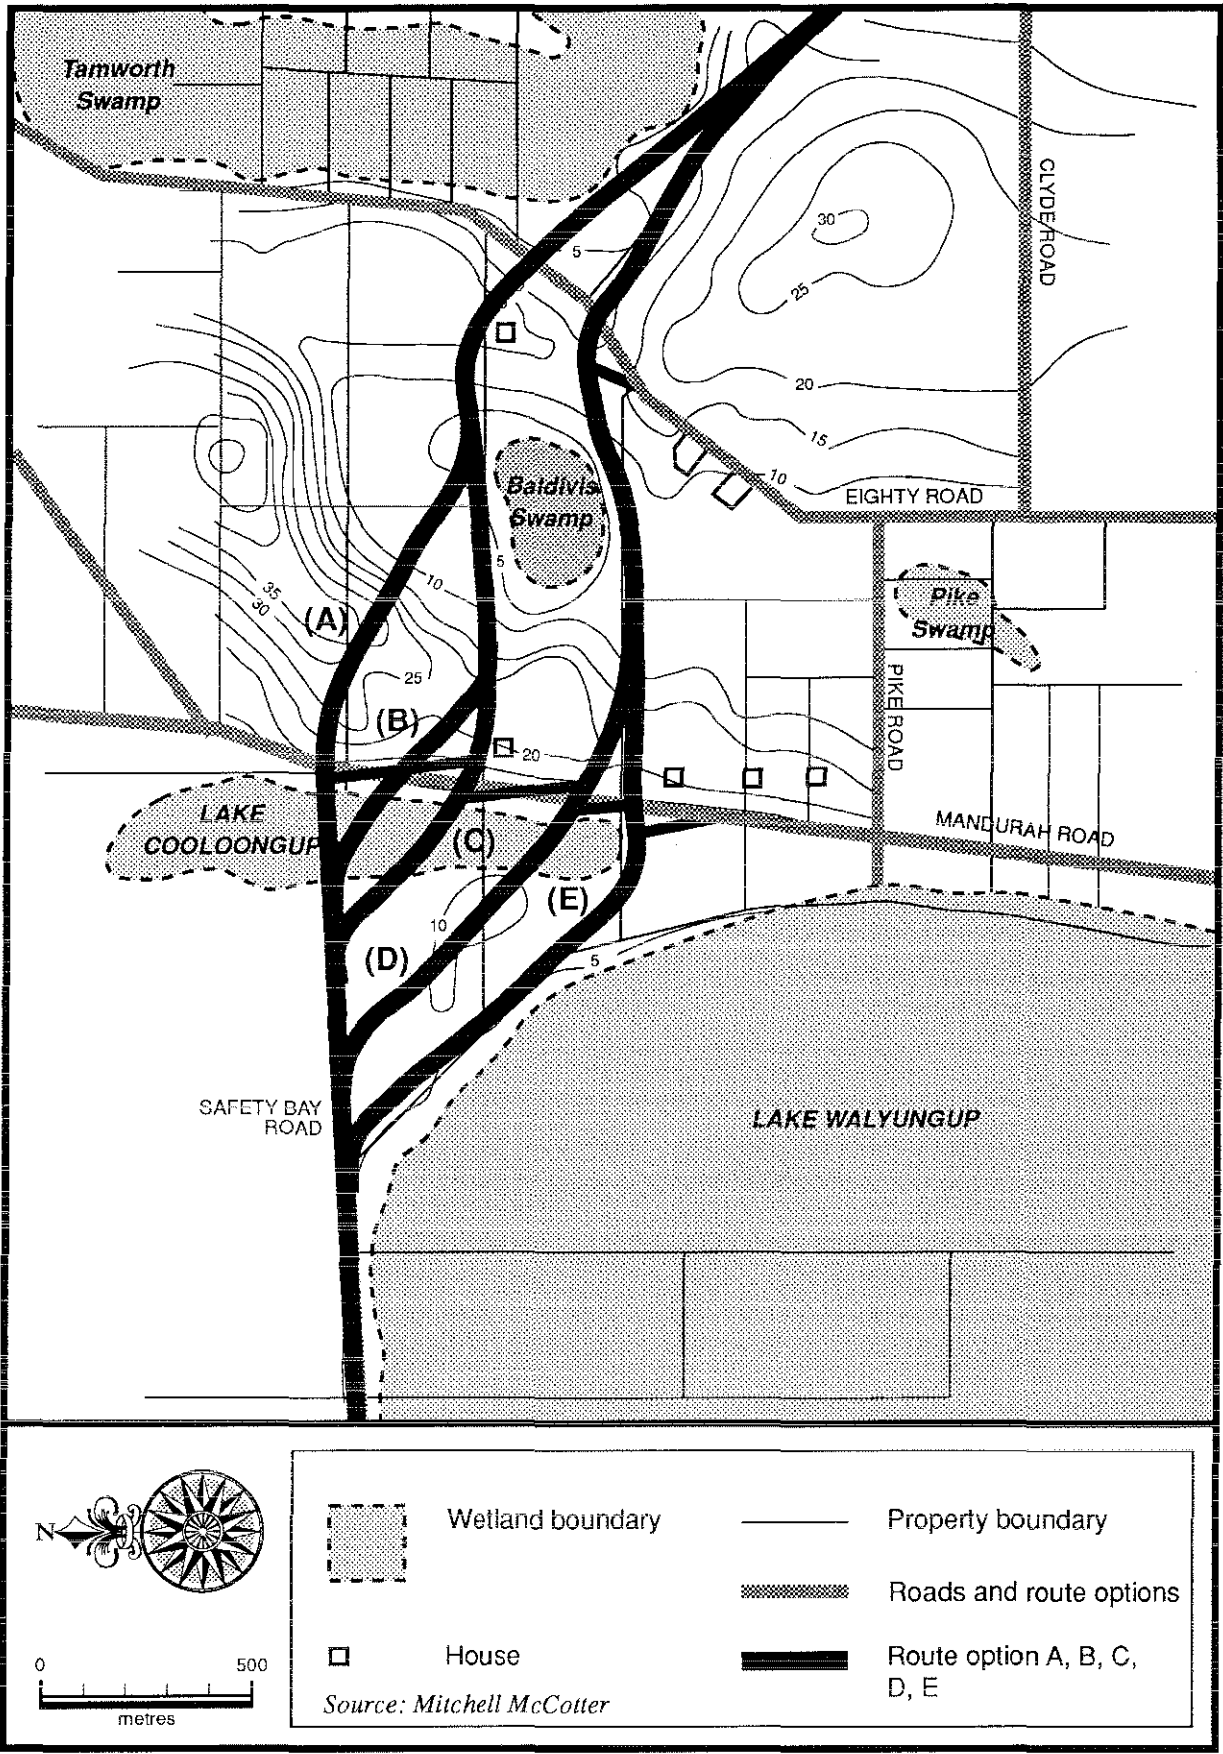 Tamworth
Swamp
CLYDE ROAD
30
5
25
20
15
10
EIGHTY ROAD
Baldivis
Swamp
5
10
35
30
(A)
Pike
Swamp
25
PIKE ROAD
(B)
20
LAKE
COOLOONGUP
(C)
MANDURAH ROAD
(E)
10
(D)
5
SAFETY BAY
ROAD
LAKE WALYUNGUP
N
Wetland boundary
Property boundary
Roads and route options
House
Route option A, B, C,
D, E
0 500
metres
Source: Mitchell McCotter